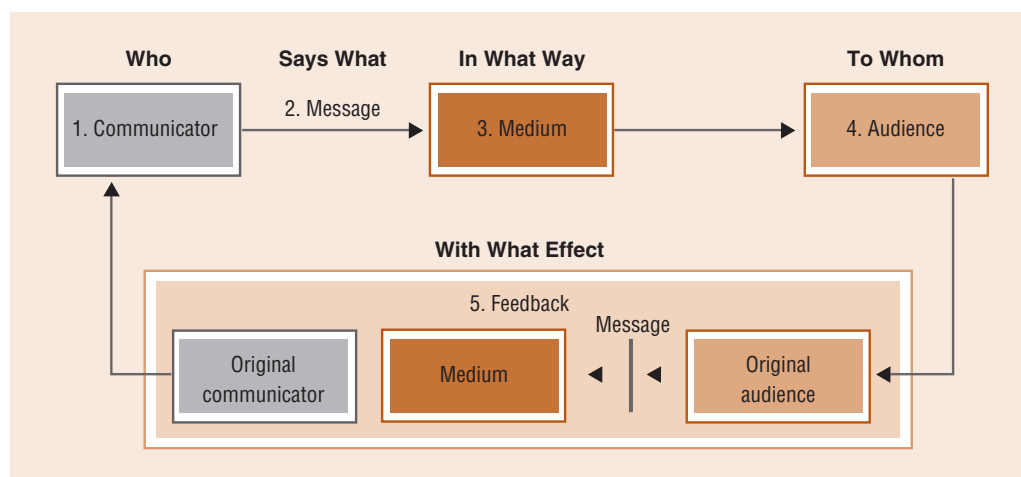 Who
Says What
In What Way
To Whom
1. Communicator
2. Message
3. Medium
4. Audience
With What Effect
5. Feedback
Message
Original
communicator
Medium
Original
audience